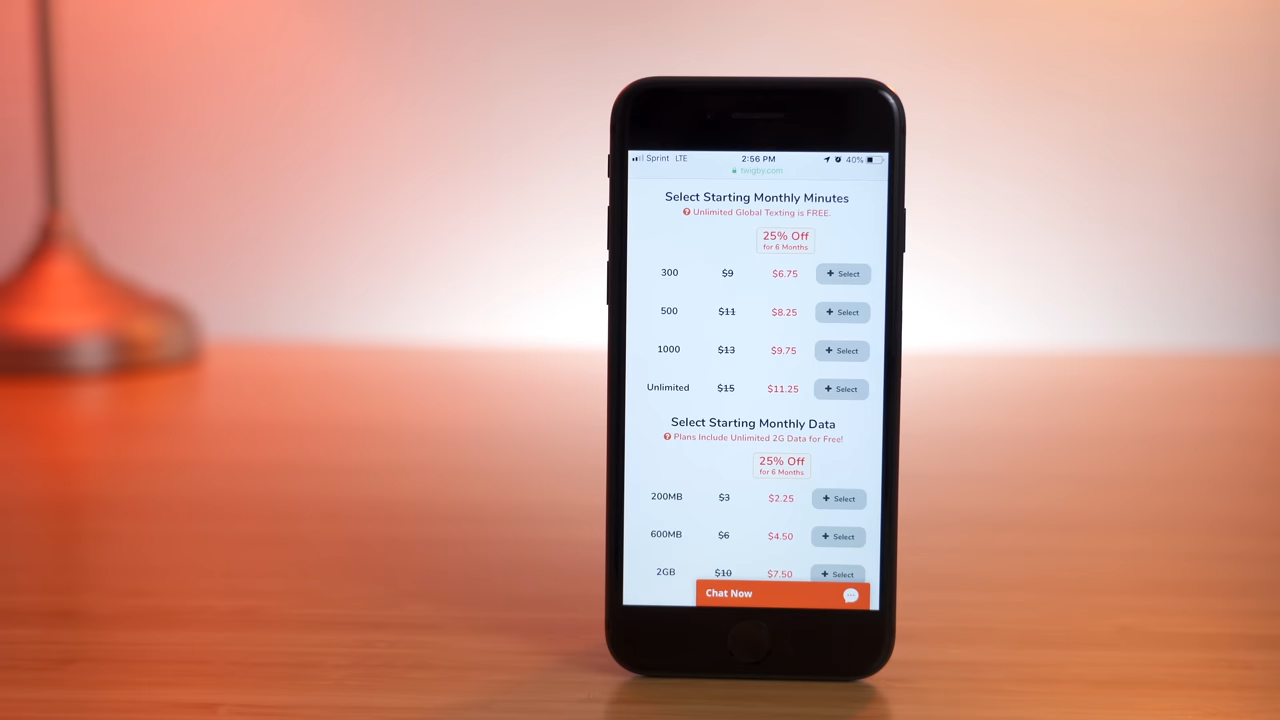 Sprint LTE 2:56 PM 40%
twigby.com
Select Starting Monthly Minutes
Unlimited Global Texting is FREE.
25% Off
for 6 Months
300 $9 $6.75 + Select
500 $11 $8.25 + Select
1000 $13 $9.75 + Select
Unlimited $15 $11.25 + Select
Select Starting Monthly Data
Plans Include Unlimited 2G Data for Free!
25% Off
for 6 Months
200MB $3 $2.25 + Select
600MB $6 $4.50 + Select
2GB $10 $7.50 + Select
Chat Now